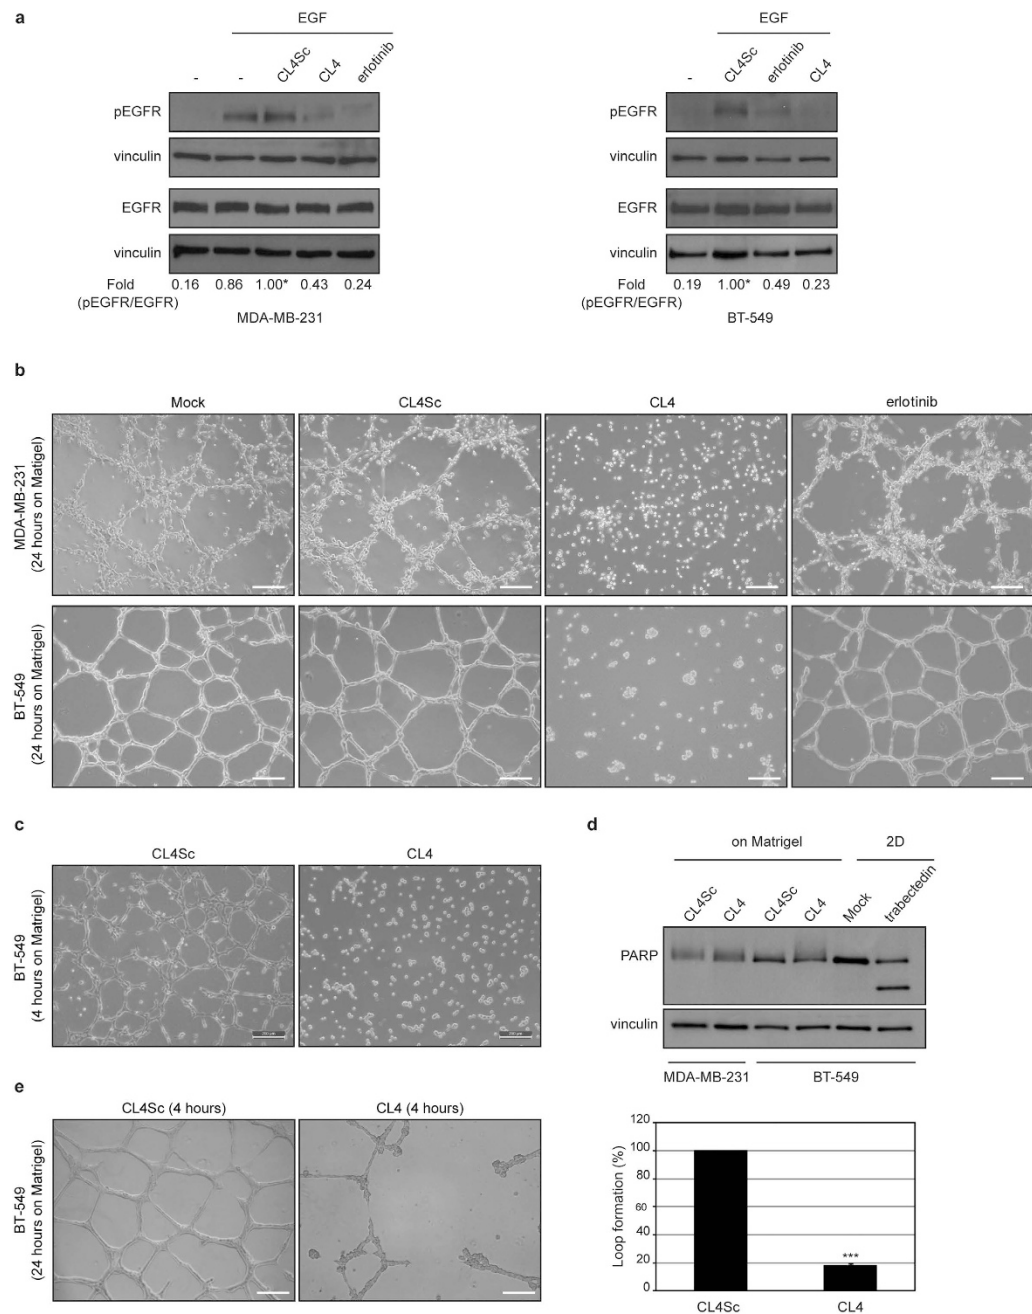 a
EGF
- - CL4Sc CL4 erlotinib
pEGFR
vinculin
EGFR
vinculin
Fold 0.16 0.86 1.00* 0.43 0.24
(pEGFR/EGFR)
MDA-MB-231
EGF
- CL4Sc erlotinib CL4
pEGFR
vinculin
EGFR
vinculin
Fold 0.19 1.00* 0.49 0.23
(pEGFR/EGFR)
BT-549
b
Mock CL4Sc CL4 erlotinib
MDA-MB-231
(24 hours on Matigel)
BT-549
(24 hours on Matrigel)
c
CL4Sc CL4
BT-549
(4 hours on Matrigel)
d
on Matrigel 2D
CL4Sc CL4 CL4Sc CL4 Mock trabectedin
PARP
vinculin
MDA-MB-231 BT-549
e
CL4Sc (4 hours) CL4 (4 hours)
BT-549
(24 hours on Matrigel)
Loop formation (%)
120
100
80
60
40
20
0
***
CL4Sc CL4